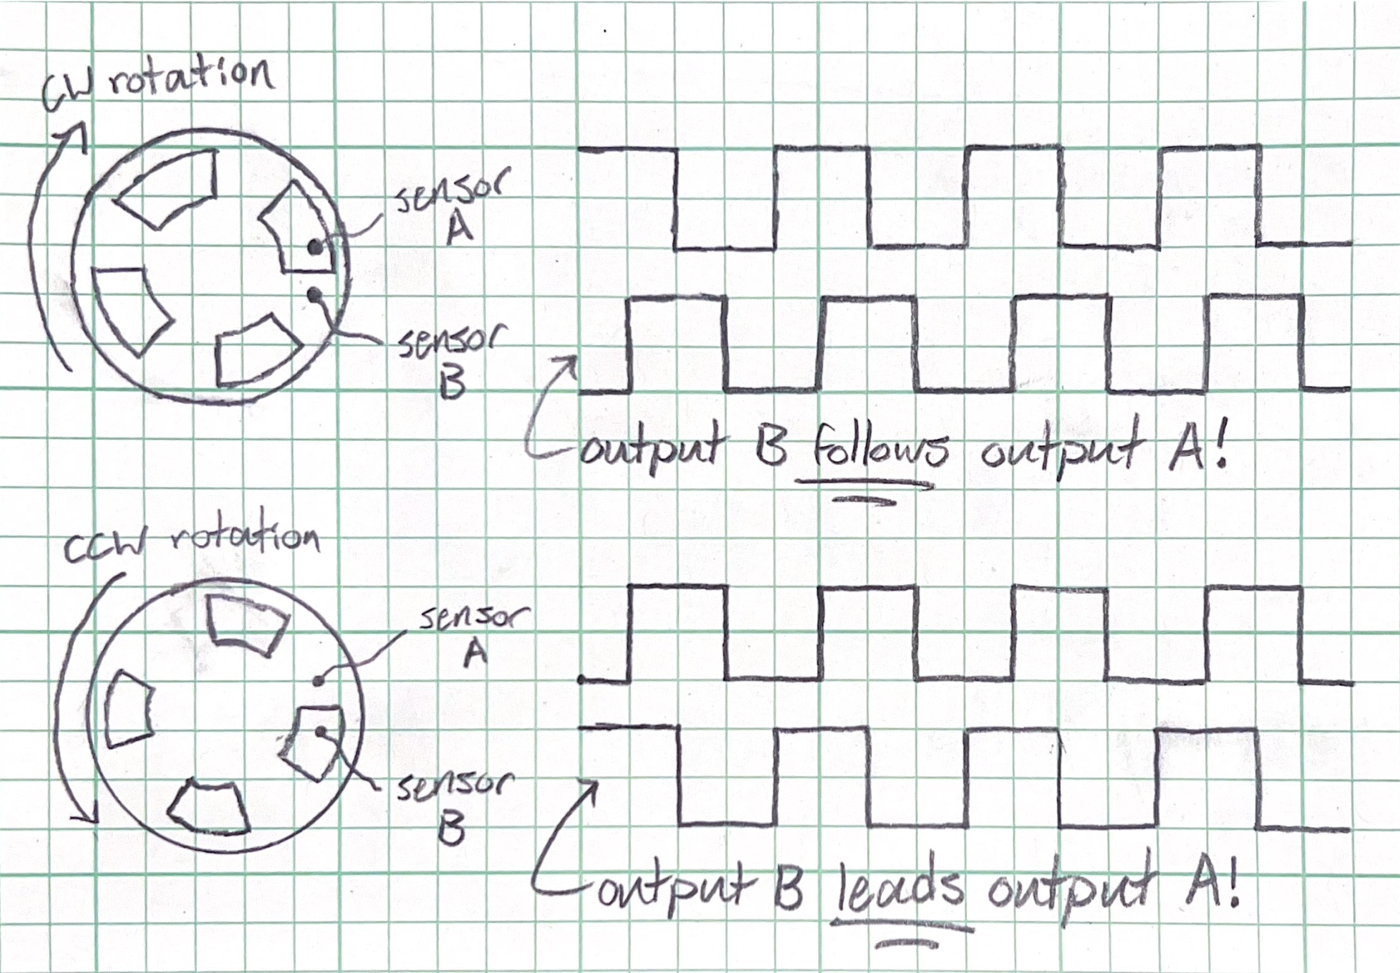 CW rotation
sensor
A
sensor
B
output B follows output A!
CCW rotation
sensor
A
sensor
B
output B leads output A!